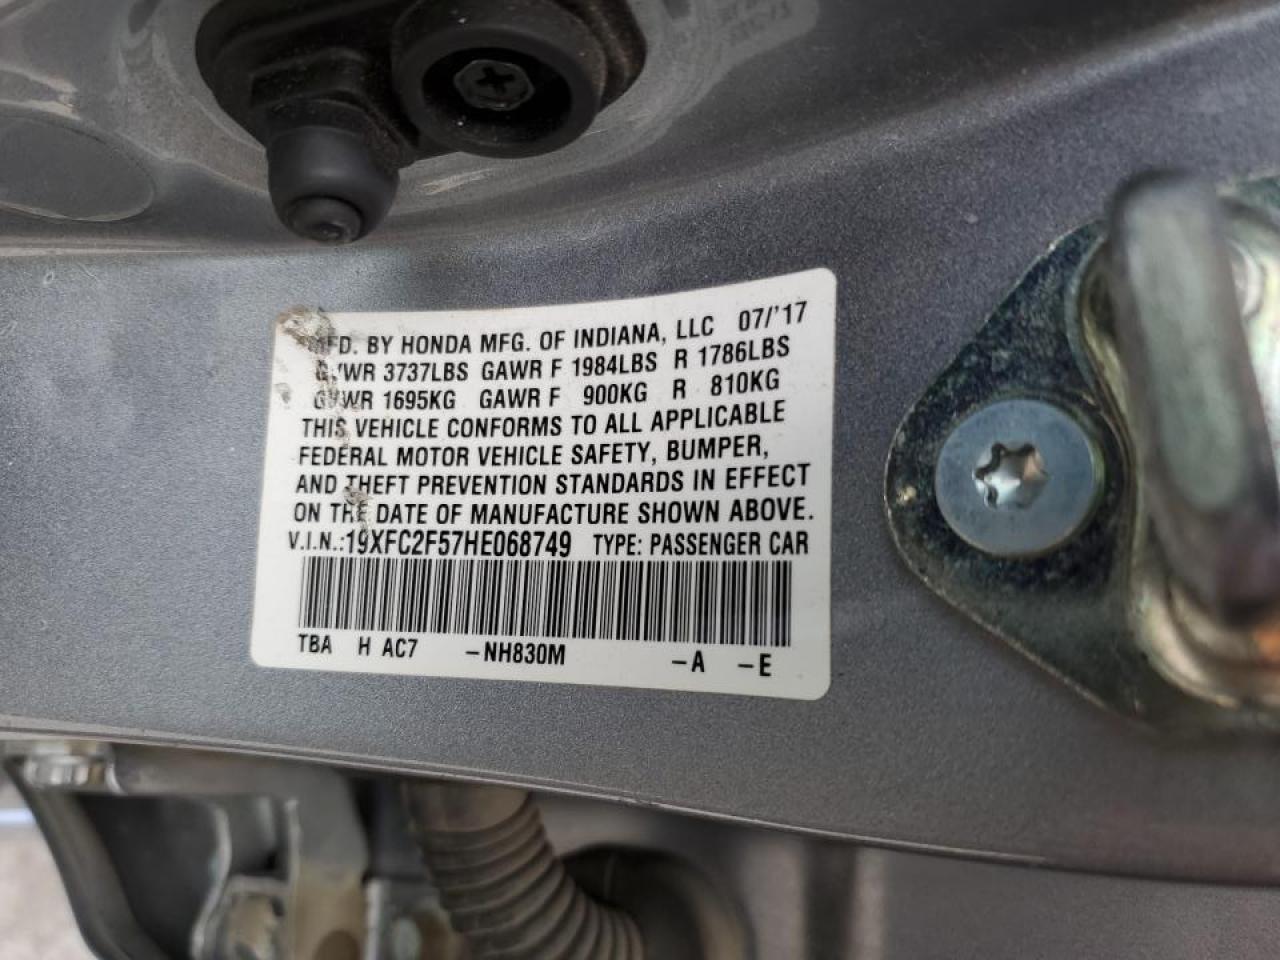 MFD. BY HONDA MFG. OF INDIANA, LLC 07/'17
GVWR 3737LBS GAWR F 1984LBS R 1786LBS
GVWR 1695KG GAWR F 900KG R 810KG
THIS VEHICLE CONFORMS TO ALL APPLICABLE
FEDERAL MOTOR VEHICLE SAFETY, BUMPER,
AND THEFT PREVENTION STANDARDS IN EFFECT
ON THE DATE OF MANUFACTURE SHOWN ABOVE.
V.I.N.:19XFC2F57HE068749 TYPE: PASSENGER CAR
TBA H AC7 -NH830M -A -E